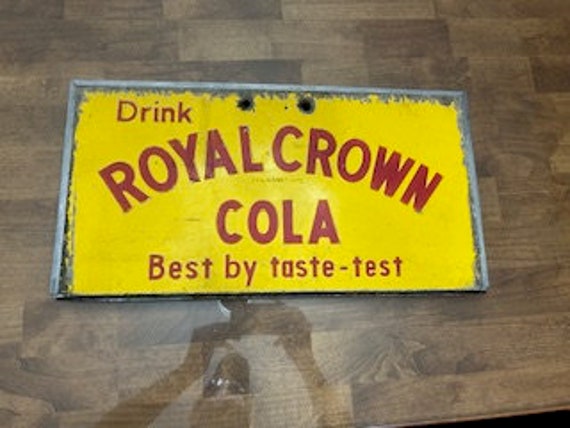 Drink
ROYAL CROWN
COLA
Best by taste-test